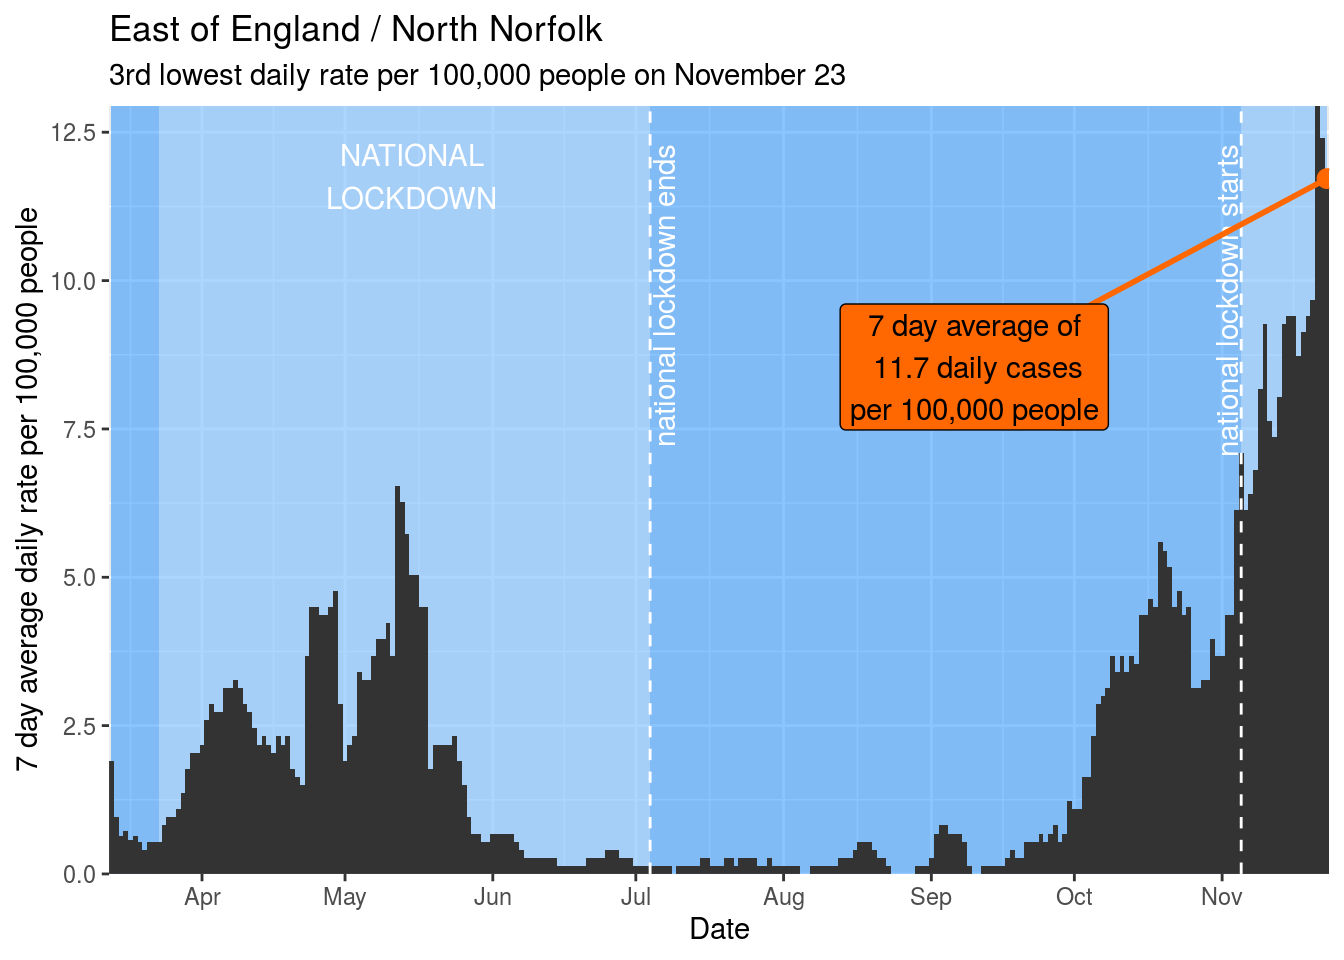 East of England / North Norfolk
3rd lowest daily rate per 100,000 people on November 23
7 day average daily rate per 100,000 people
12.5
10.0
7.5
5.0
2.5
0.0
NATIONAL
LOCKDOWN
national lockdown ends
7 day average of
11.7 daily cases
per 100,000 people
national lockdown starts
Apr
May
Jun
Jul
Aug
Sep
Oct
Nov
Date